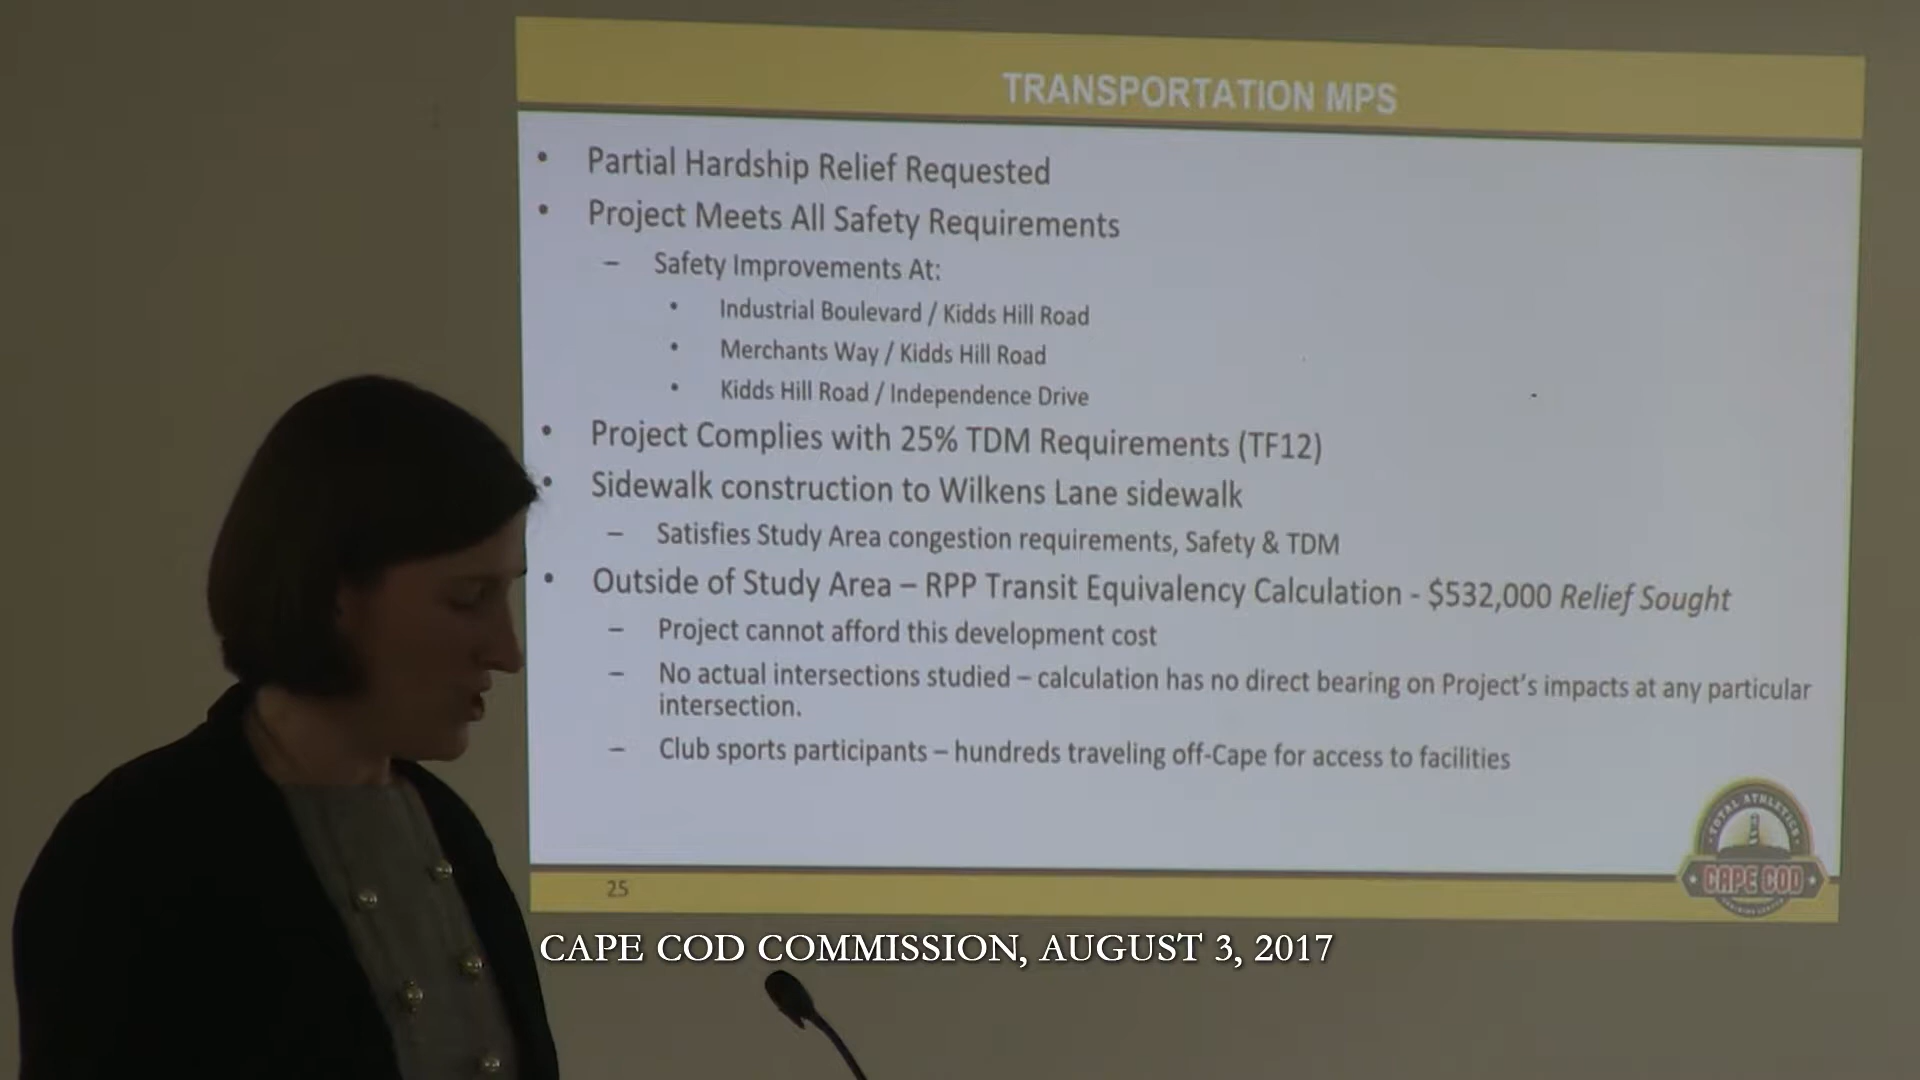 TRANSPORTATION MPS
• Partial Hardship Relief Requested
• Project Meets All Safety Requirements
– Safety Improvements At:
• Industrial Boulevard / Kidds Hill Road
• Merchants Way / Kidds Hill Road
• Kidds Hill Road / Independence Drive
• Project Complies with 25% TDM Requirements (TF12)
• Sidewalk construction to Wilkens Lane sidewalk
– Satisfies Study Area congestion requirements, Safety & TDM
• Outside of Study Area – RPP Transit Equivalency Calculation - $532,000 Relief Sought
– Project cannot afford this development cost
– No actual intersections studied – calculation has no direct bearing on Project's impacts at any particular
intersection.
– Club sports participants – hundreds traveling off-Cape for access to facilities
TOTAL ATHLETICS
CAPE COD
25
CAPE COD COMMISSION, AUGUST 3, 2017